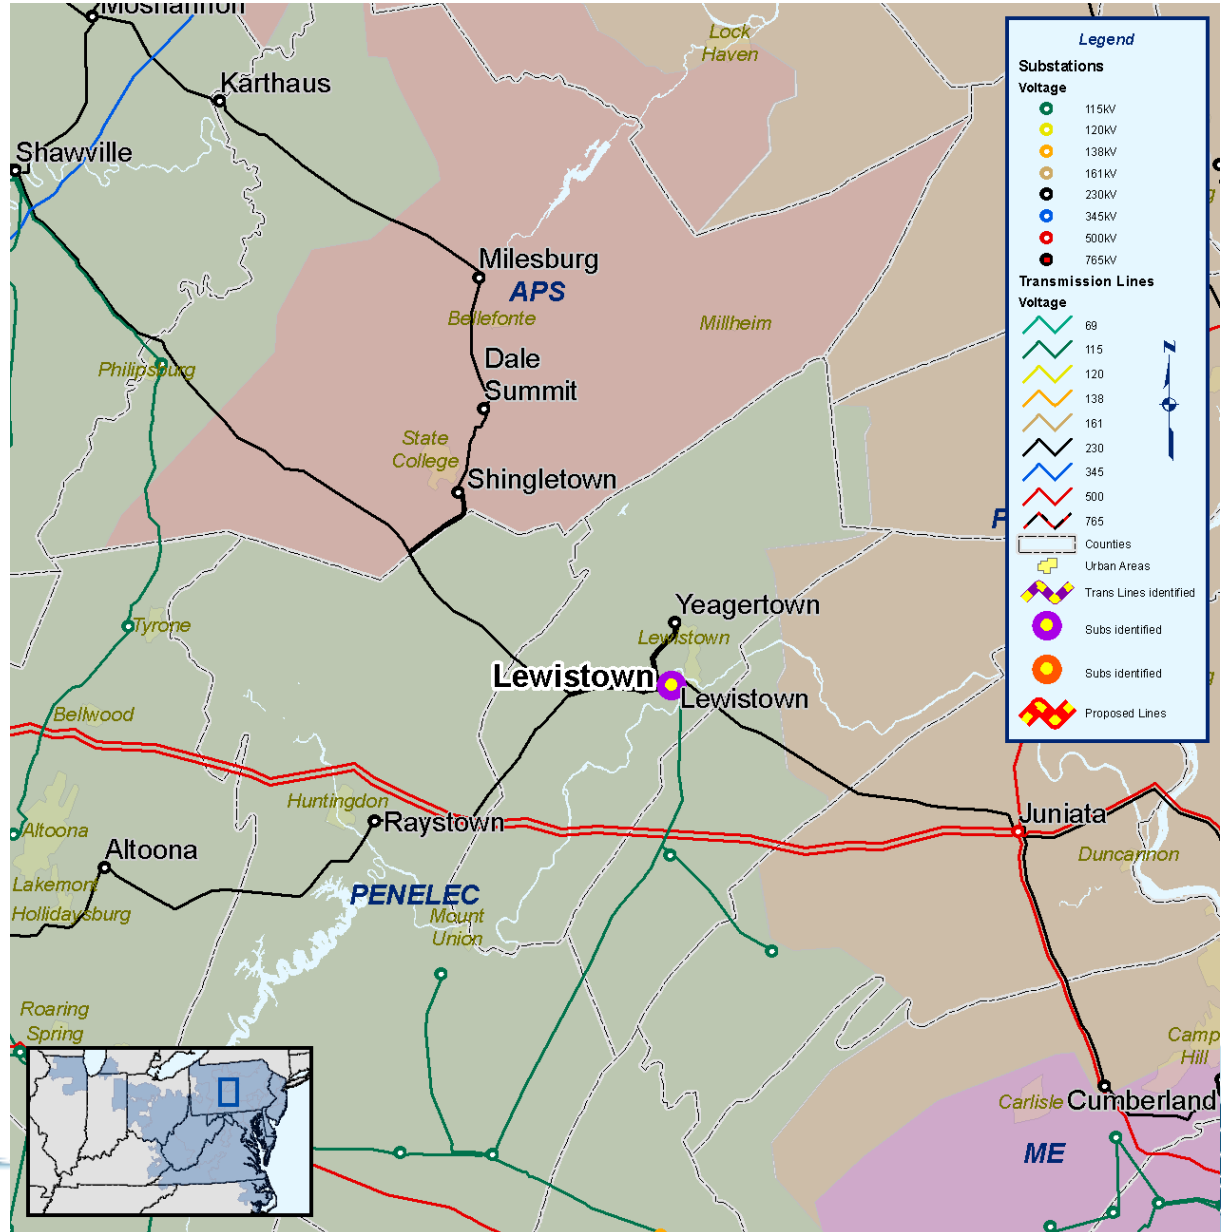 Moshannon
Karthaus
Shawville
Lock
Haven
Milesburg
APS
Bellefonte
Millheim
Dale
Summit
Philipsburg
State
College
Shingletown
Yeagertown
Lewistown
Lewistown
Lewistown
Tyrone
Bellwood
Huntingdon
Raystown
Juniata
Altoona
Altoona
Duncannon
Lakemont
Hollidaysburg
PENELEC
Mount
Union
Roaring
Spring
Camp
Hill
Carlisle
Cumberland
ME
Legend
Substations
Voltage
115kV
120kV
138kV
161kV
230kV
345kV
500kV
765kV
Transmission Lines
Voltage
69
115
120
138
161
230
345
500
765
Counties
Urban Areas
Trans Lines identified
Subs identified
Subs identified
Proposed Lines
N